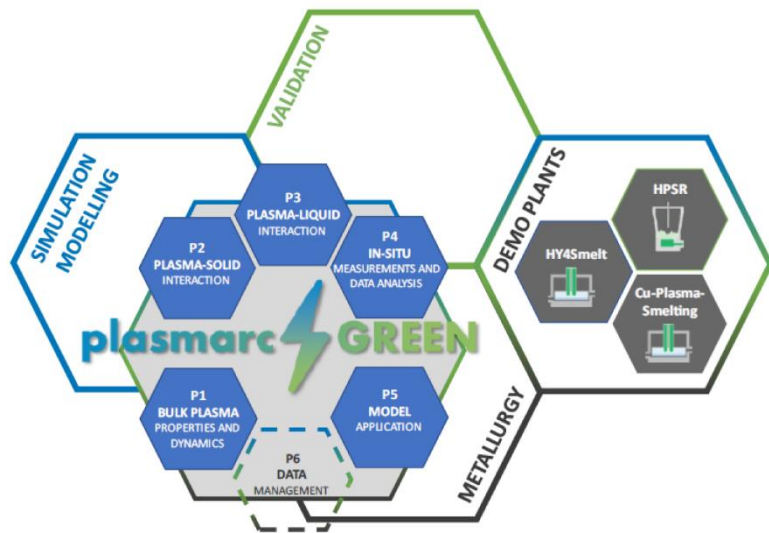 VALIDATION
SIMULATION
MODELLING
DEMO PLANTS
METALLURGY
P3
PLASMA-LIQUID
INTERACTION
P2
PLASMA-SOLID
INTERACTION
P4
IN-SITU
MEASUREMENTS AND
DATA ANALYSIS
plasmarc GREEN
P1
BULK PLASMA
PROPERTIES AND
DYNAMICS
P5
MODEL
APPLICATION
P6
DATA
MANAGEMENT
HPSR
HY4Smelt
Cu-Plasma-
Smelting